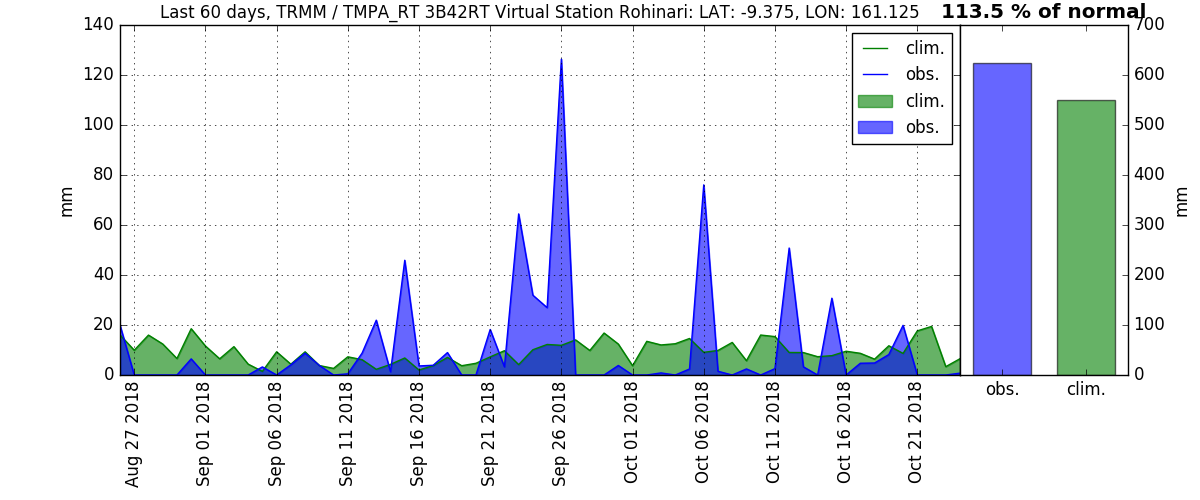 Last 60 days, TRMM / TMPA_RT 3B42RT Virtual Station Rohinari: LAT: -9.375, LON: 161.125
113.5 % of normal
140
120
100
80
60
40
20
0
mm
clim.
obs.
clim.
obs.
700
600
500
400
300
200
100
0
mm
Aug 27 2018
Sep 01 2018
Sep 06 2018
Sep 11 2018
Sep 16 2018
Sep 21 2018
Sep 26 2018
Oct 01 2018
Oct 06 2018
Oct 11 2018
Oct 16 2018
Oct 21 2018
obs.
clim.